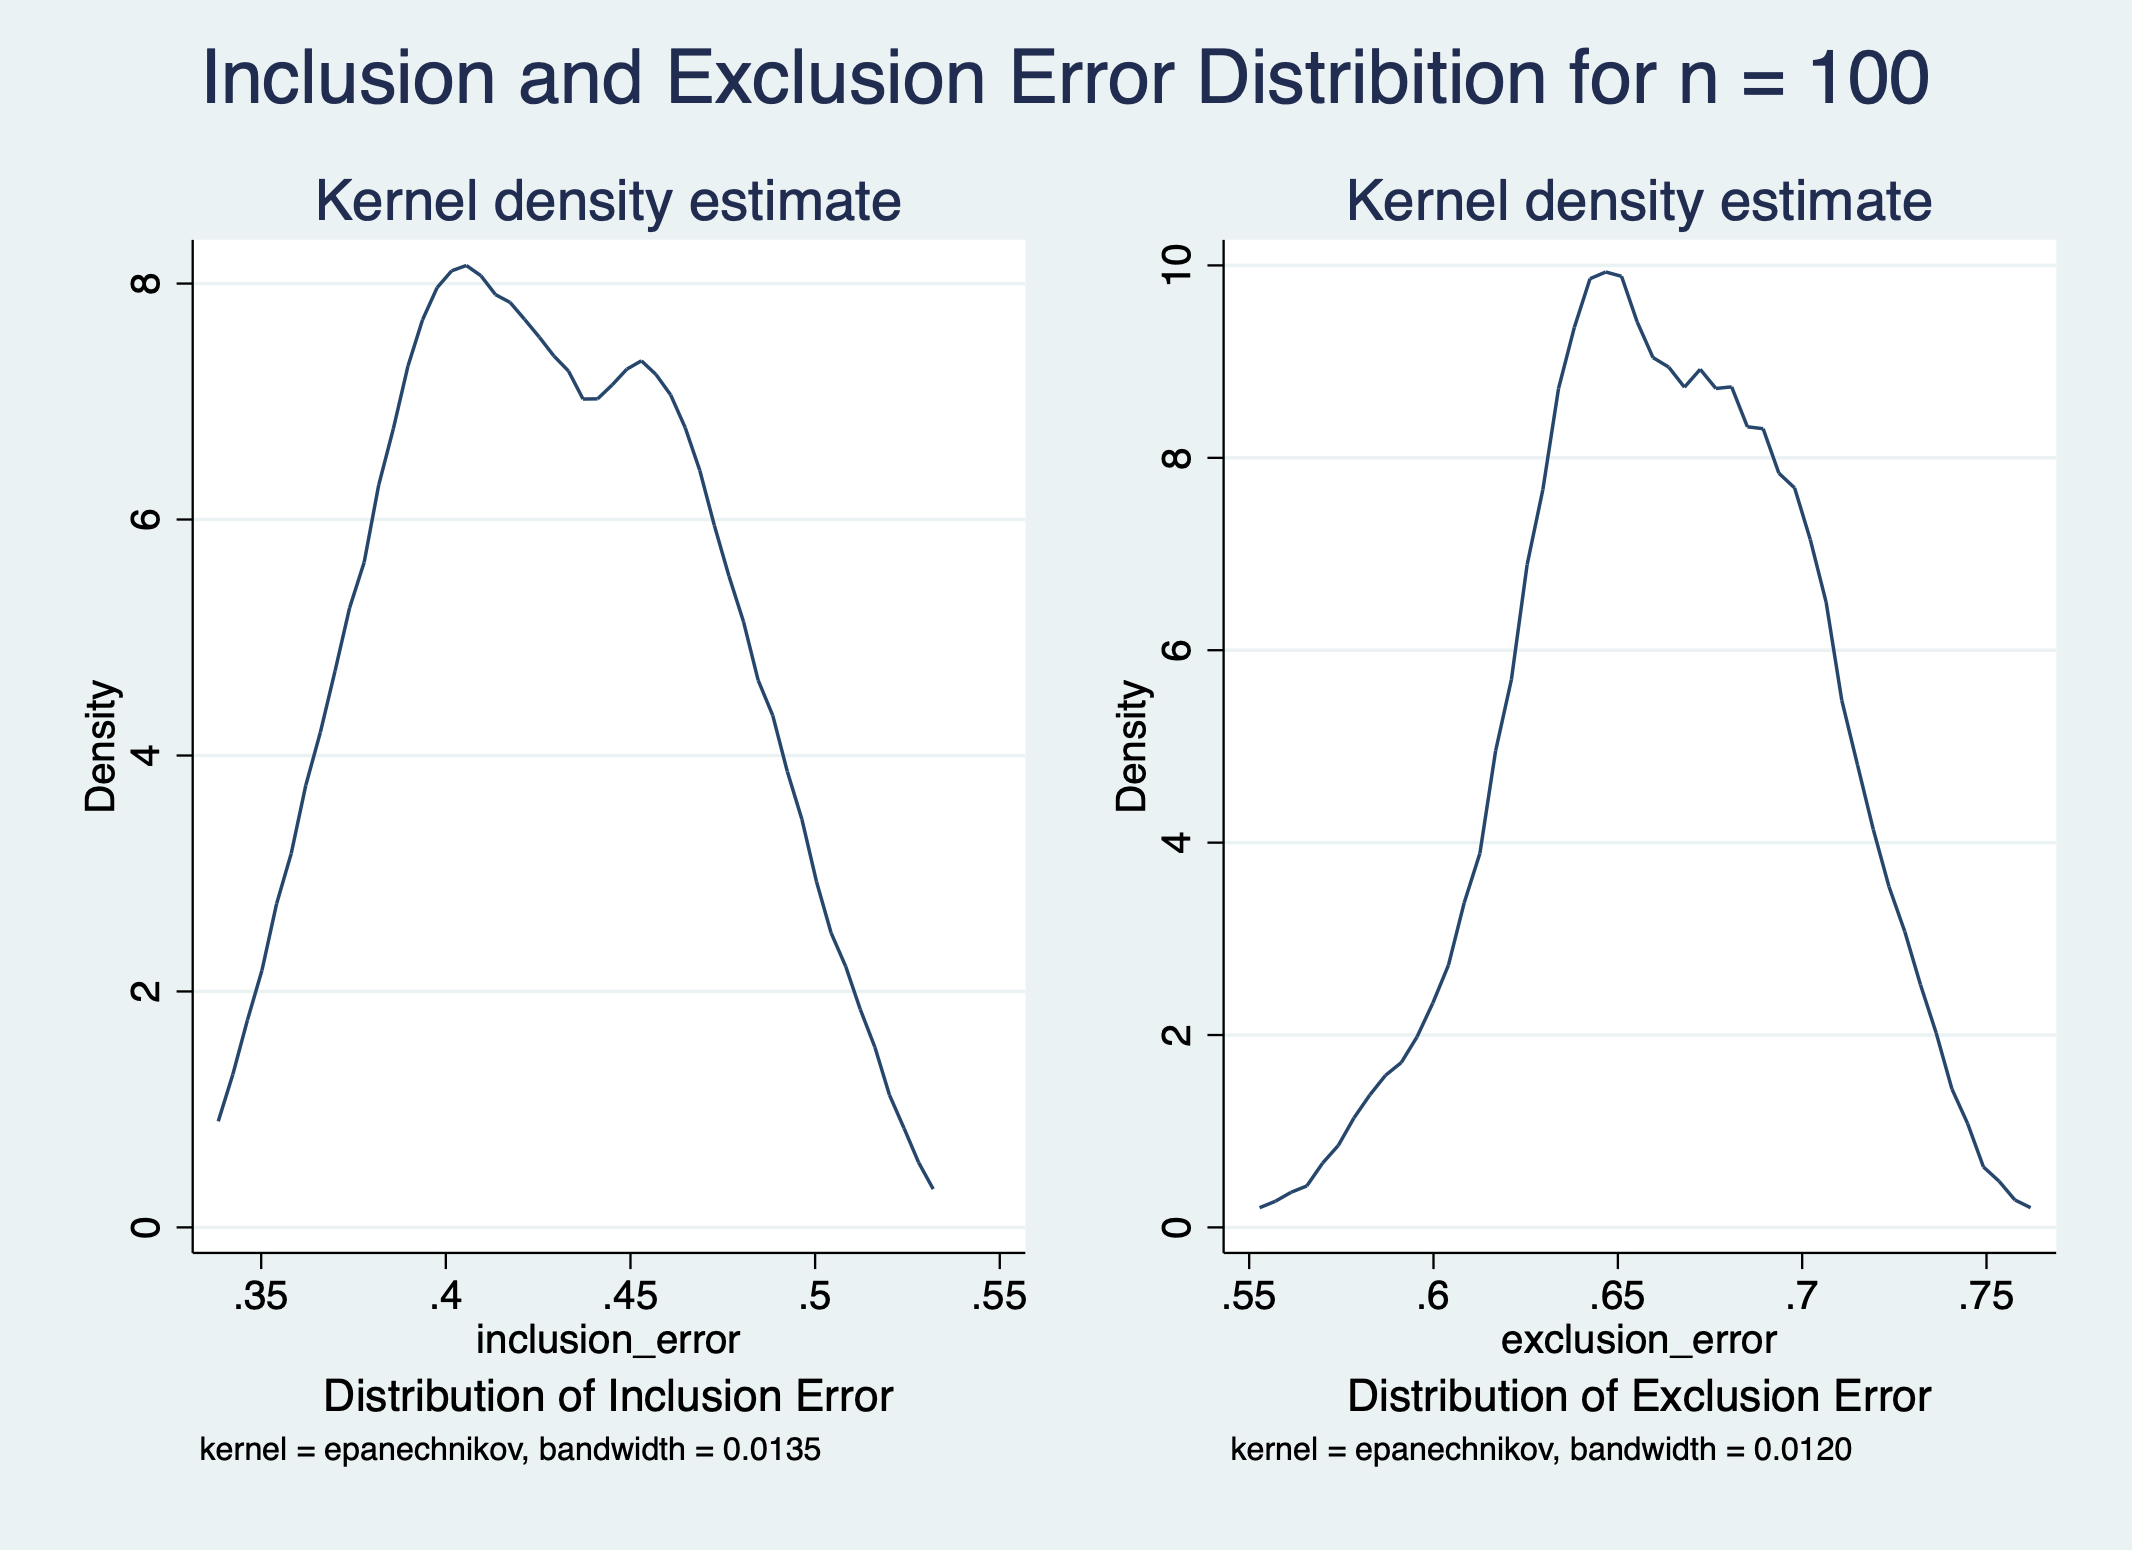 Inclusion and Exclusion Error Distribition for n = 100
Kernel density estimate
8
6
4
2
0
Density
.35 .4 .45 .5 .55
inclusion_error
Distribution of Inclusion Error
kernel = epanechnikov, bandwidth = 0.0135
Kernel density estimate
10
8
6
4
2
0
Density
.55 .6 .65 .7 .75
exclusion_error
Distribution of Exclusion Error
kernel = epanechnikov, bandwidth = 0.0120